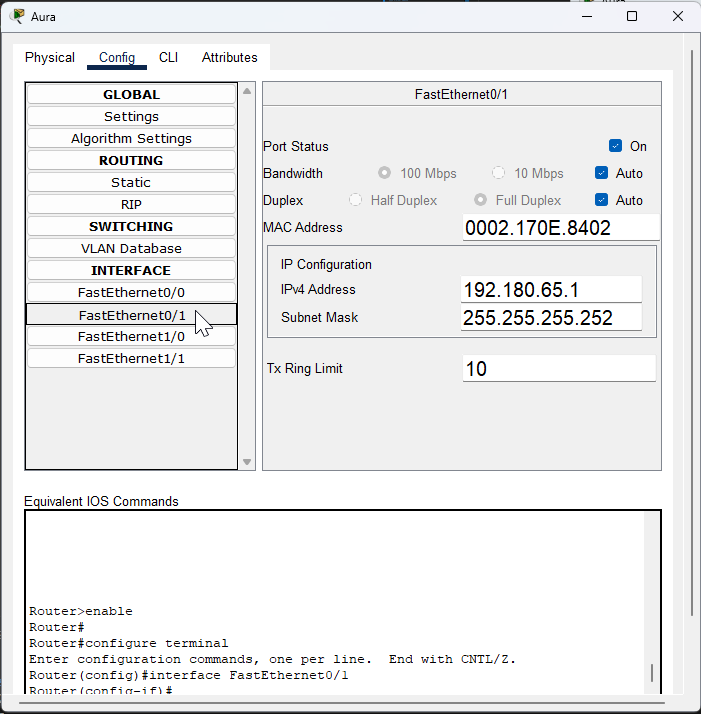 Aura
Physical Config CLI Attributes
GLOBAL
Settings
Algorithm Settings
ROUTING
Static
RIP
SWITCHING
VLAN Database
INTERFACE
FastEthernet0/0
FastEthernet0/1
FastEthernet1/0
FastEthernet1/1
FastEthernet0/1
Port Status On
Bandwidth 100 Mbps 10 Mbps Auto
Duplex Half Duplex Full Duplex Auto
MAC Address 0002.170E.8402
IP Configuration
IPv4 Address 192.180.65.1
Subnet Mask 255.255.255.252
Tx Ring Limit 10
Equivalent IOS Commands
Router>enable
Router#
Router#configure terminal
Enter configuration commands, one per line.  End with CNTL/Z.
Router(config)#interface FastEthernet0/1
Router(config-if)#